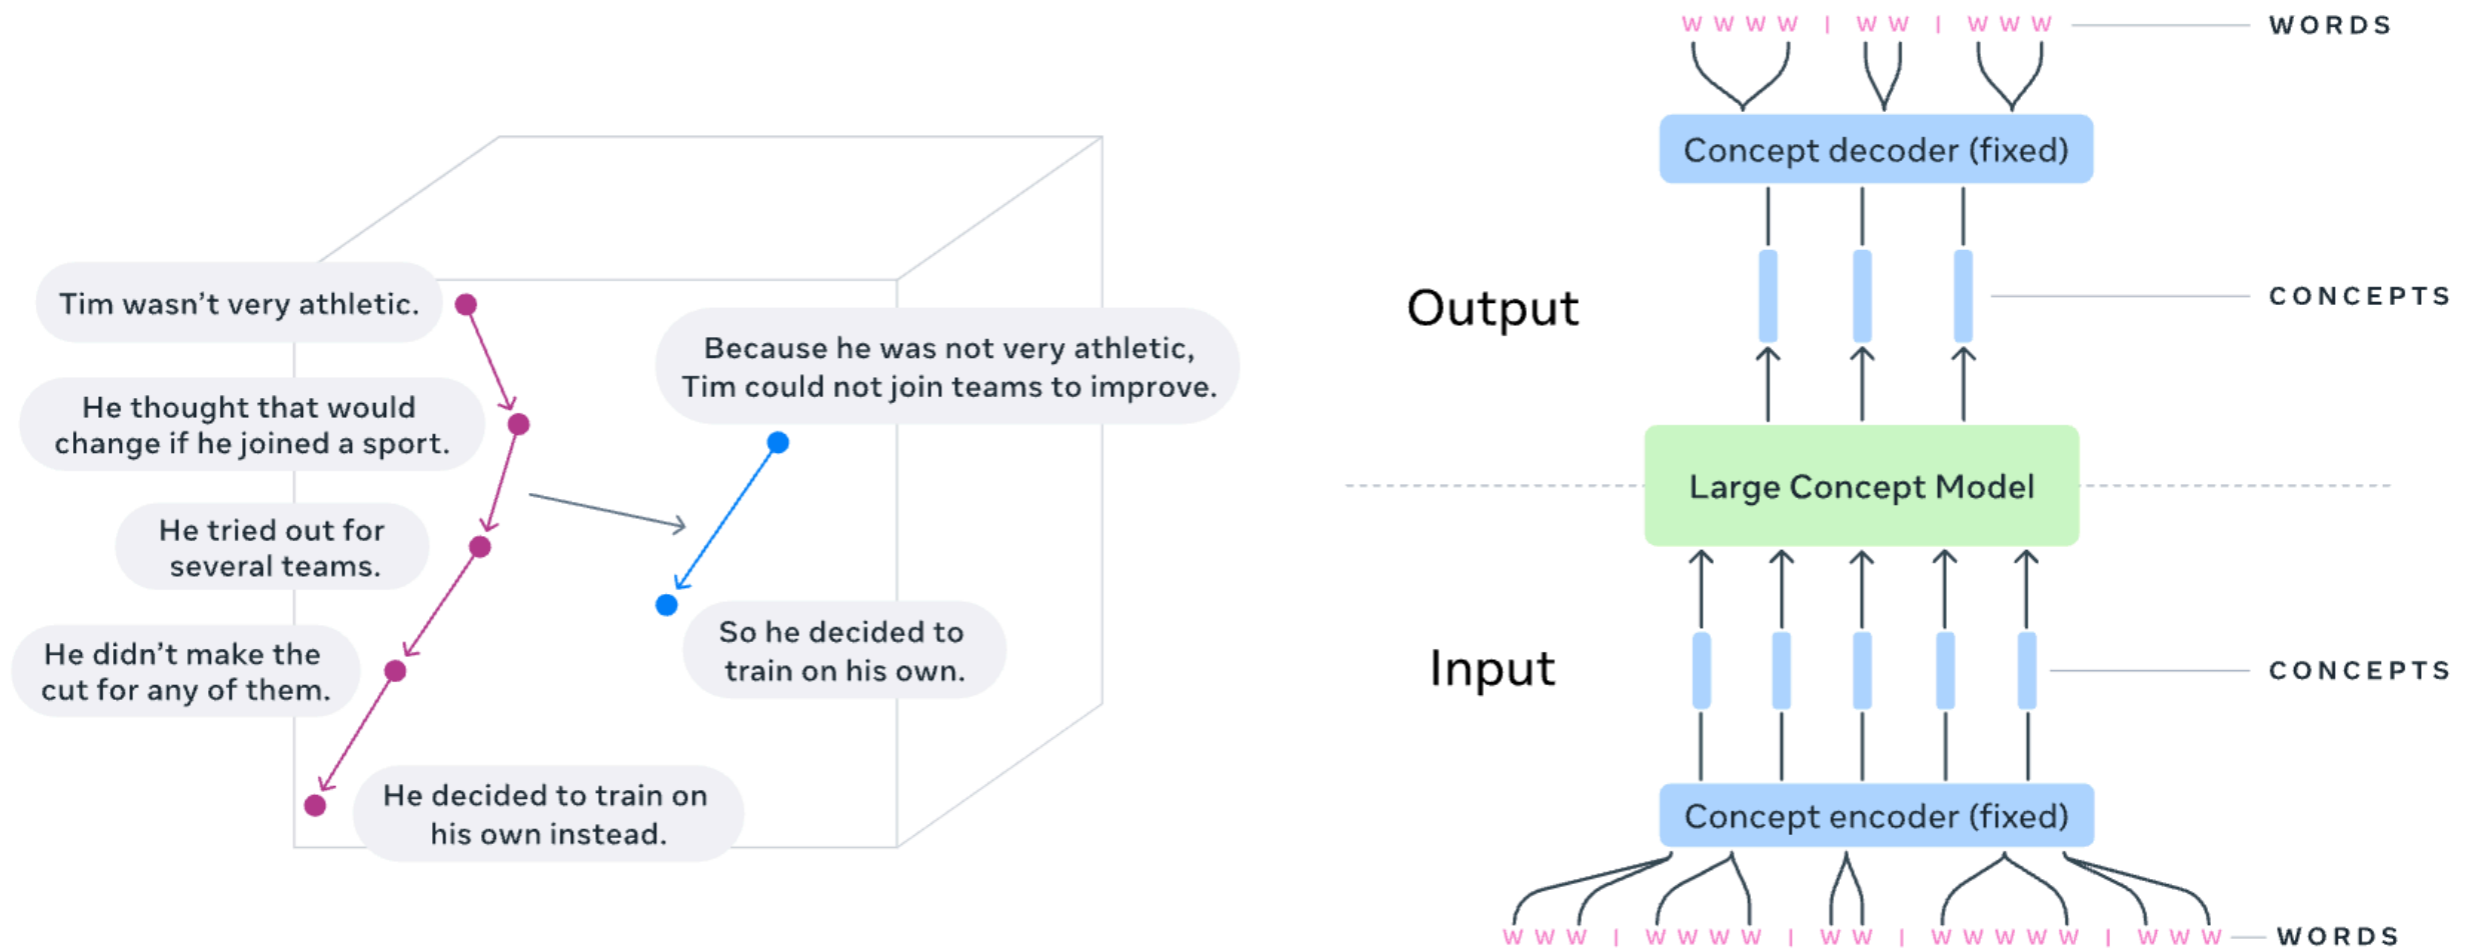 Tim wasn’t very athletic.
He thought that would
change if he joined a sport.
He tried out for
several teams.
He didn’t make the
cut for any of them.
He decided to train on
his own instead.
Because he was not very athletic,
Tim could not join teams to improve.
So he decided to
train on his own.
W W W W | W W | W W W
WORDS
Concept decoder (fixed)
Output
CONCEPTS
Large Concept Model
Input
CONCEPTS
Concept encoder (fixed)
W W W | W W W W | W W | W W W W W | W W W
WORDS